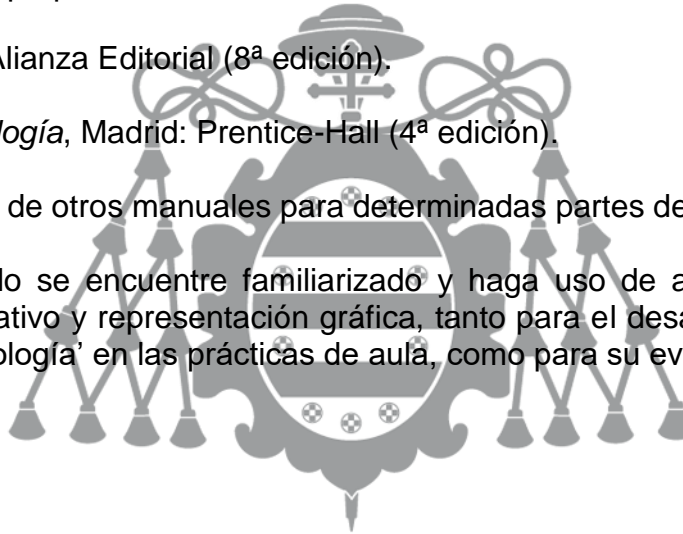 Alianza Editorial (8ª edición).
logía, Madrid: Prentice-Hall (4ª edición).
de otros manuales para determinadas partes de
do se encuentre familiarizado y haga uso de a
ativo y representación gráfica, tanto para el desa
ología’ en las prácticas de aula, como para su ev